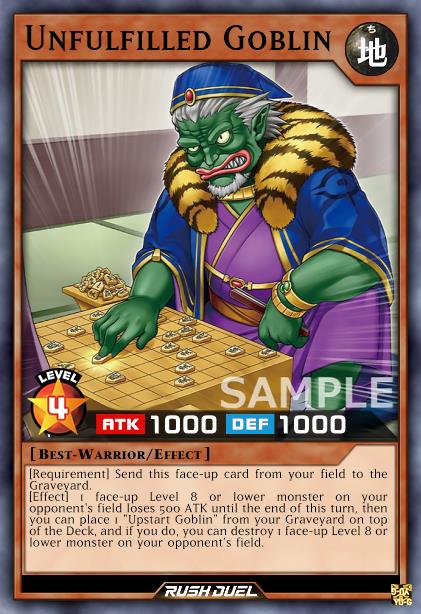 Unfulfilled Goblin
ち
地
SAMPLE
LEVEL
4
ATK 1000 DEF 1000
[Best-Warrior/Effect]
[Requirement] Send this face-up card from your field to the
Graveyard.
[Effect] 1 face-up Level 8 or lower monster on your
opponent's field loses 500 ATK until the end of this turn, then
you can place 1 "Upstart Goblin" from your Graveyard on top
of the Deck, and if you do, you can destroy 1 face-up Level 8 or
lower monster on your opponent's field.
RUSH DUEL